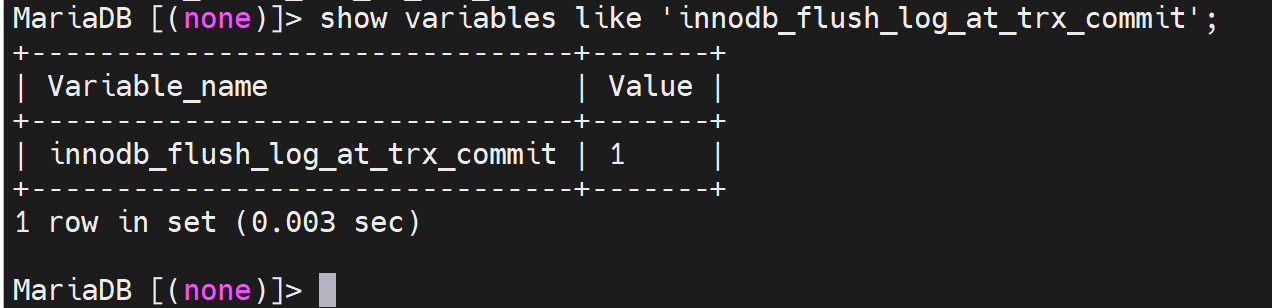 MariaDB [(none)]> show variables like 'innodb_flush_log_at_trx_commit';
+--------------------------------+-------+
| Variable_name                  | Value |
+--------------------------------+-------+
| innodb_flush_log_at_trx_commit | 1     |
+--------------------------------+-------+
1 row in set (0.003 sec)
MariaDB [(none)]>